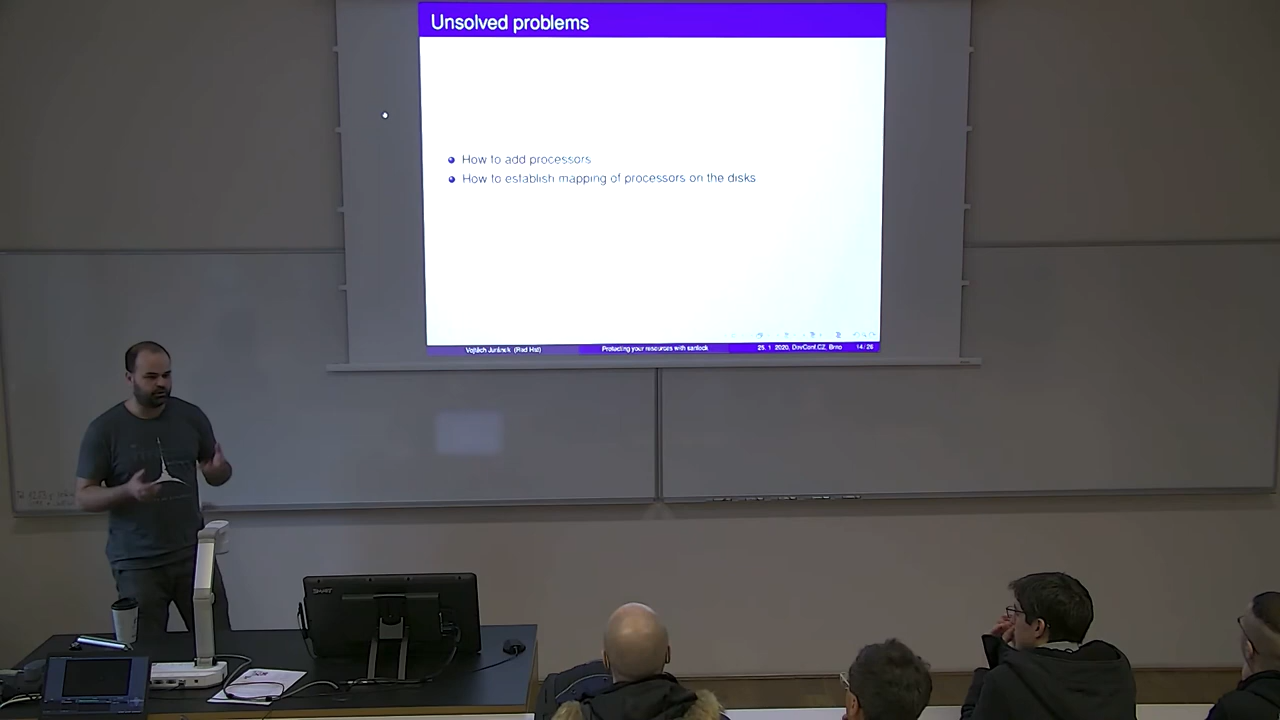 Unsolved problems
How to add processors
How to establish mapping of processors on the disks
Vojtěch Juránek (Red Hat)
Protecting your resources with sanlock
25. 1. 2020, DevConf.CZ, Brno
14 / 26
SMART